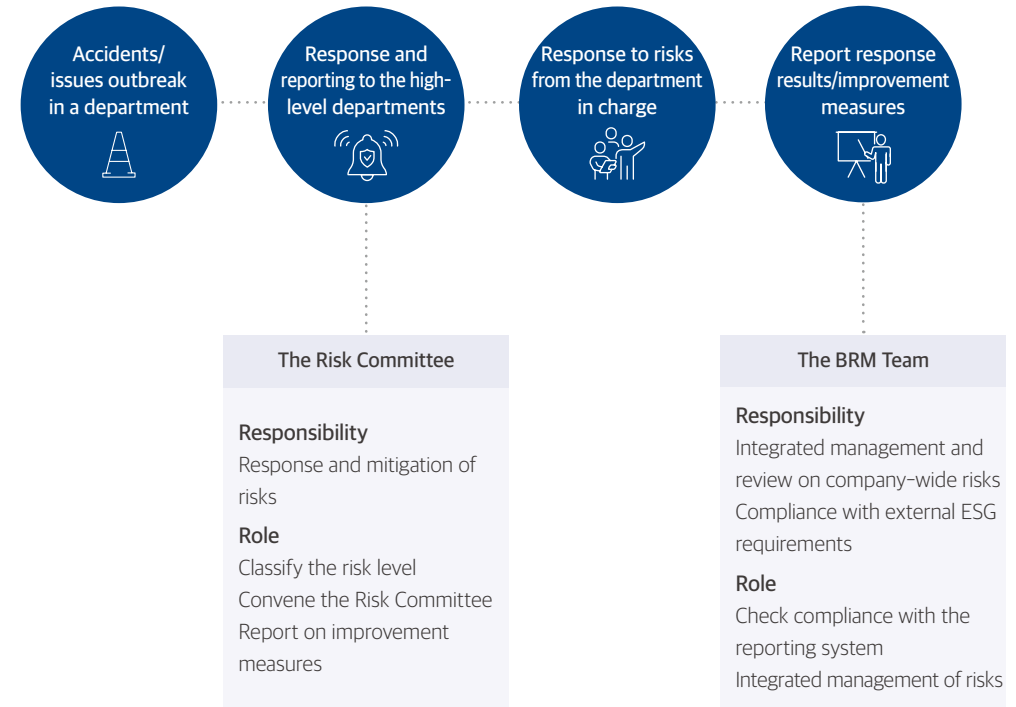 Accidents/
issues outbreak
in a department
Response and
reporting to the high-
level departments
Response to risks
from the department
in charge
Report response
results/improvement
measures
The Risk Committee
Responsibility
Response and mitigation of
risks
Role
Classify the risk level
Convene the Risk Committee
Report on improvement
measures
The BRM Team
Responsibility
Integrated management and
review on company-wide risks
Compliance with external ESG
requirements
Role
Check compliance with the
reporting system
Integrated management of risks